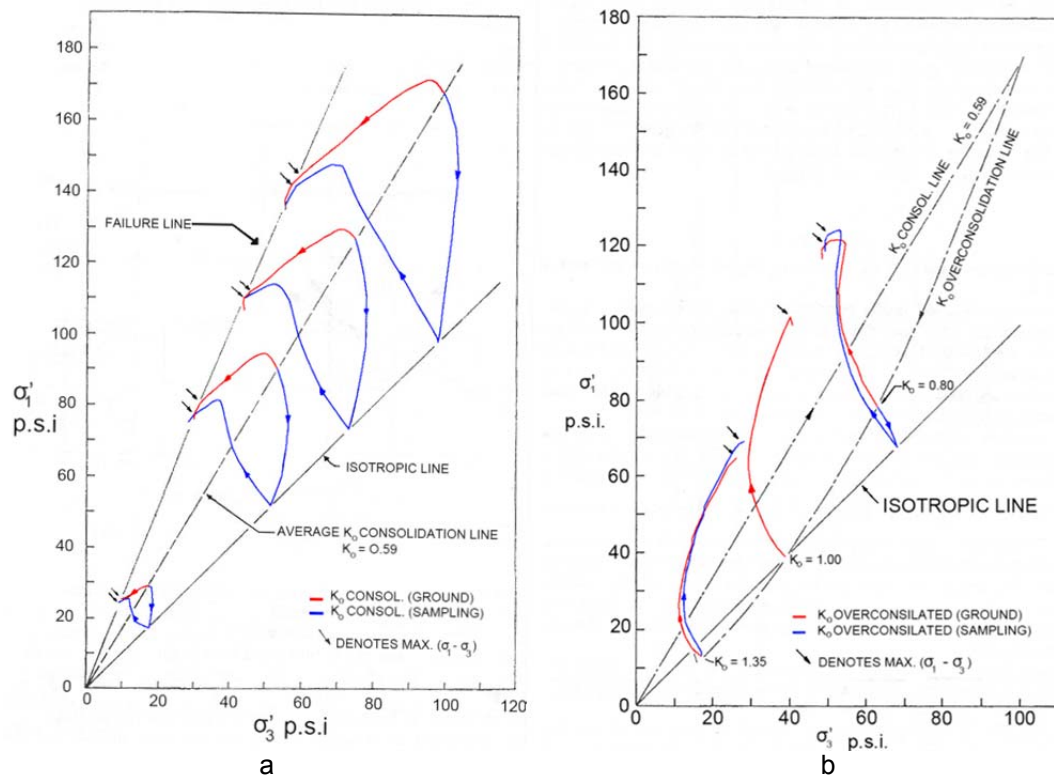 180
160
140
120
100
80
60
40
20
0
σ₁'
p.s.i
FAILURE LINE
ISOTROPIC LINE
AVERAGE K₀ CONSOLIDATION LINE
K₀ = 0.59
K₀ CONSOL. (GROUND)
K₀ CONSOL. (SAMPLING)
DENOTES MAX. (σ₁ - σ₃)
0 20 40 60 80 100 120
σ₃' p.s.i
a
180
160
140
120
100
80
60
40
20
0
σ₁'
p.s.i.
K₀ CONSOL. LINE K₀ = 0.59
K₀ OVERCONSOLIDATION LINE
K₀ = 0.80
ISOTROPIC LINE
K₀ = 1.00
K₀ OVERCONSILATED (GROUND)
K₀ OVERCONSILATED (SAMPLING)
K₀ = 1.35
DENOTES MAX. (σ₁ - σ₃)
0 20 40 60 80 100
σ₃' p.s.i.
b